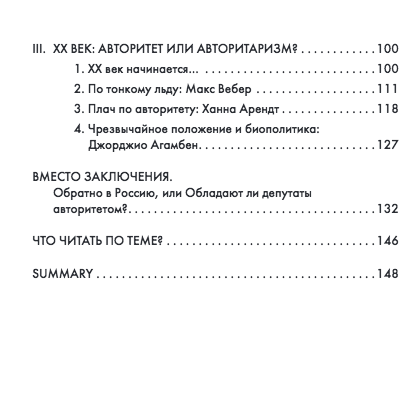 III. XX ВЕК: АВТОРИТЕТ ИЛИ АВТОРИТАРИЗМ? . . . . . . . . . . . . 100
1. XX век начинается... . . . . . . . . . . . . . . . . . . . . . . . . . . . 100
2. По тонкому льду: Макс Вебер . . . . . . . . . . . . . . . . . . . 111
3. Плач по авторитету: Ханна Арендт . . . . . . . . . . . . . . . 118
4. Чрезвычайное положение и биополитика:
Джорджио Агамбен. . . . . . . . . . . . . . . . . . . . . . . . . . . . 127
ВМЕСТО ЗАКЛЮЧЕНИЯ.
Обратно в Россию, или Обладают ли депутаты
авторитетом?. . . . . . . . . . . . . . . . . . . . . . . . . . . . . . . . . . . . . . . 132
ЧТО ЧИТАТЬ ПО ТЕМЕ? . . . . . . . . . . . . . . . . . . . . . . . . . . . . . . . . . 146
SUMMARY . . . . . . . . . . . . . . . . . . . . . . . . . . . . . . . . . . . . . . . . . . . . 148